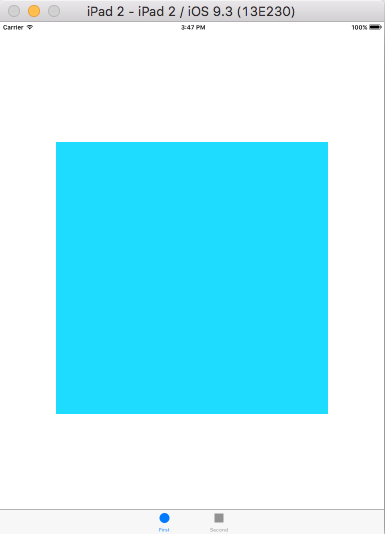 iPad 2 - iPad 2 / iOS 9.3 (13E230)
Carrier 3:47 PM 100%
First Second